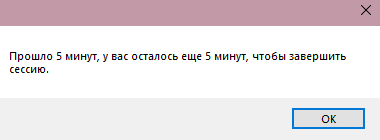 Прошло 5 минут, у вас осталось еще 5 минут, чтобы завершить
сессию.
OK